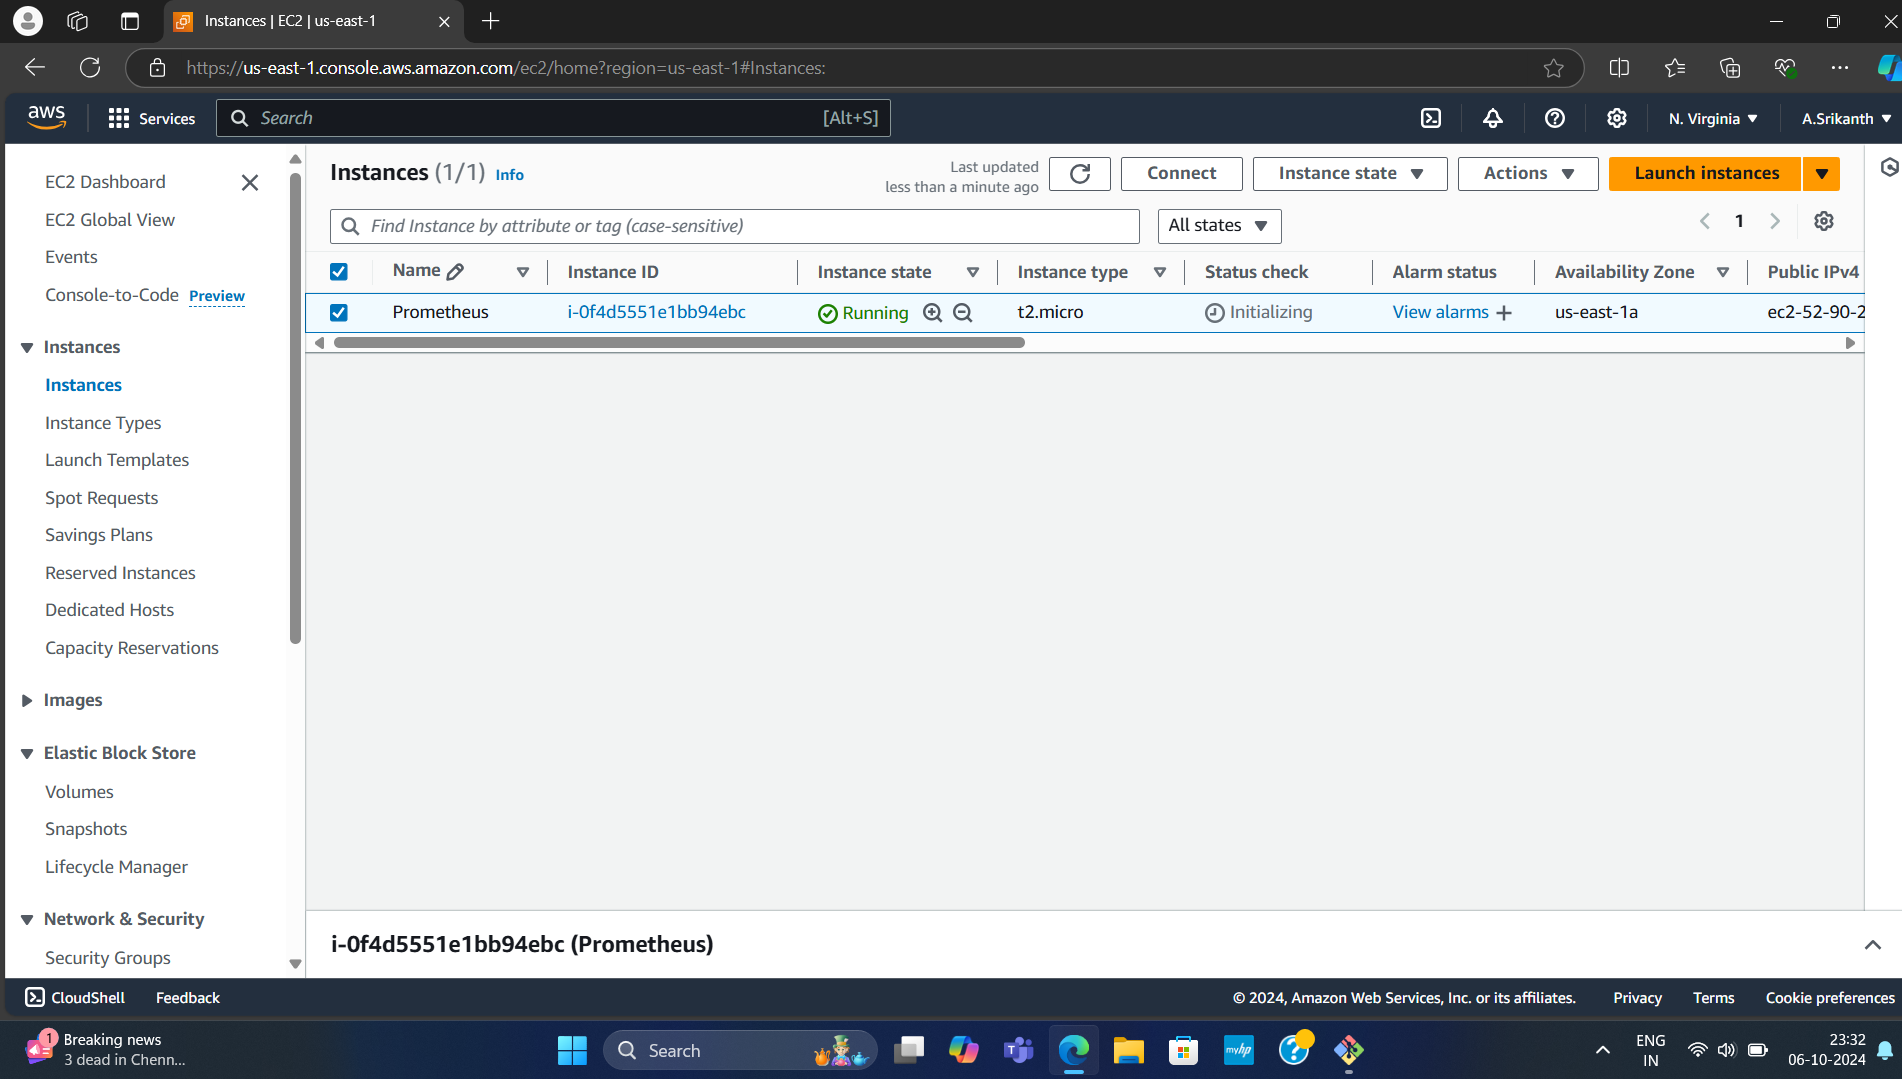 Instances | EC2 | us-east-1
https://us-east-1.console.aws.amazon.com/ec2/home?region=us-east-1#Instances:
aws
Services
Search
[Alt+S]
N. Virginia
A.Srikanth
EC2 Dashboard
EC2 Global View
Events
Console-to-Code Preview
Instances
Instances
Instance Types
Launch Templates
Spot Requests
Savings Plans
Reserved Instances
Dedicated Hosts
Capacity Reservations
Images
Elastic Block Store
Volumes
Snapshots
Lifecycle Manager
Network & Security
Security Groups
Instances (1/1) Info
Last updated
less than a minute ago
Connect
Instance state
Actions
Launch instances
Find Instance by attribute or tag (case-sensitive)
All states
1
Name Instance ID Instance state Instance type Status check Alarm status Availability Zone Public IPv4
Prometheus i-0f4d5551e1bb94ebc Running t2.micro Initializing View alarms + us-east-1a ec2-52-90-2
i-0f4d5551e1bb94ebc (Prometheus)
CloudShell
Feedback
© 2024, Amazon Web Services, Inc. or its affiliates.
Privacy
Terms
Cookie preferences
1
Breaking news
3 dead in Chenn...
Search
myhp
ENG
IN
23:32
06-10-2024